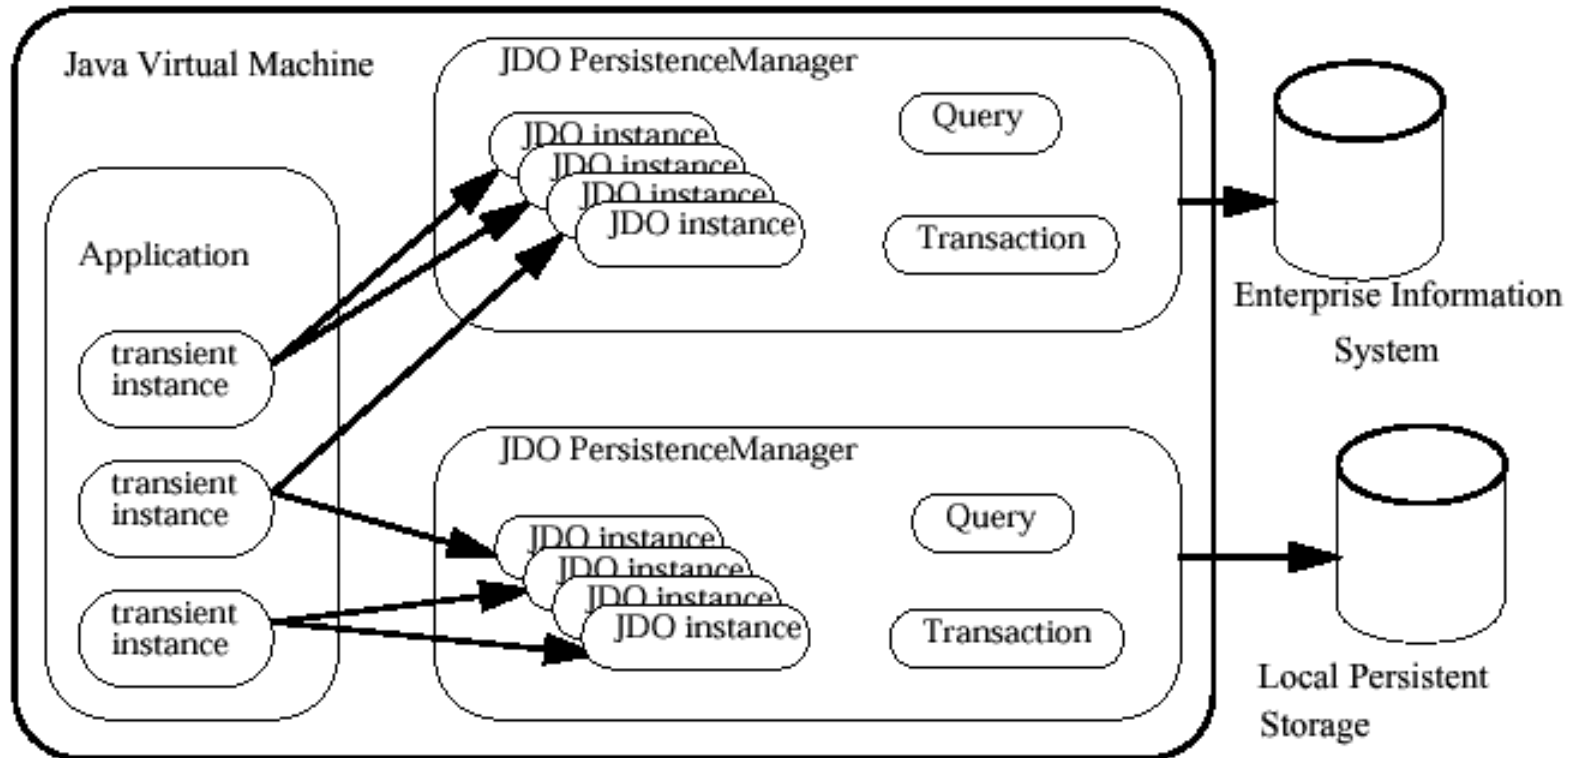 Java Virtual Machine
JDO PersistenceManager
JDO instance
JDO instance
JDO instance
JDO instance
Query
Transaction
Enterprise Information
System
Application
transient
instance
transient
instance
transient
instance
JDO PersistenceManager
JDO instance
JDO instance
JDO instance
JDO instance
Query
Transaction
Local Persistent
Storage